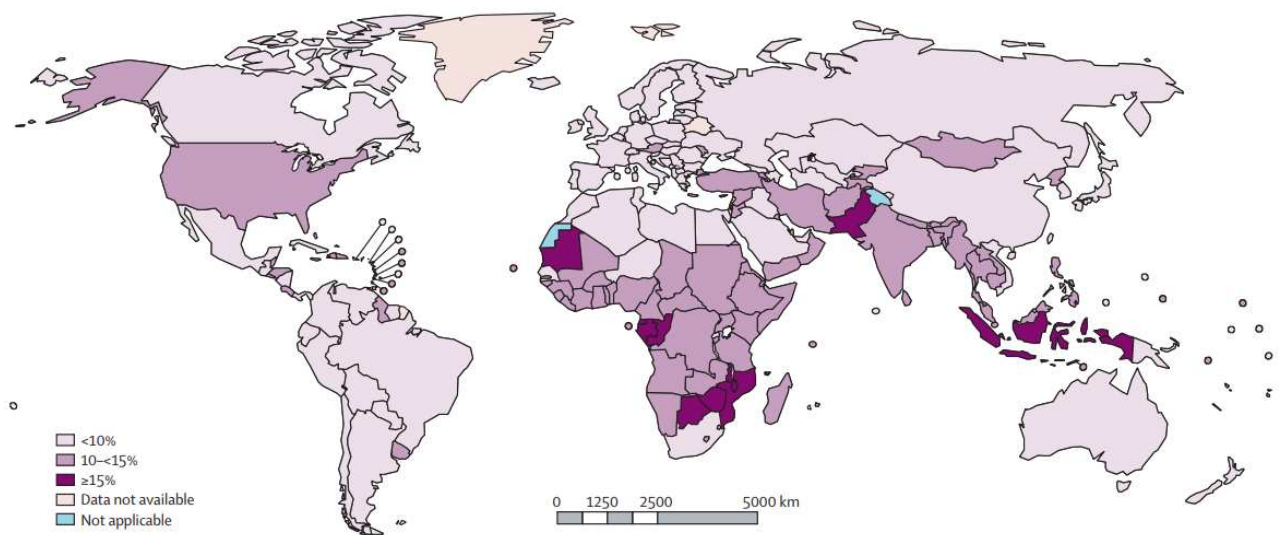 <10%
10–<15%
≥15%
Data not available
Not applicable
0 1250 2500 5000 km